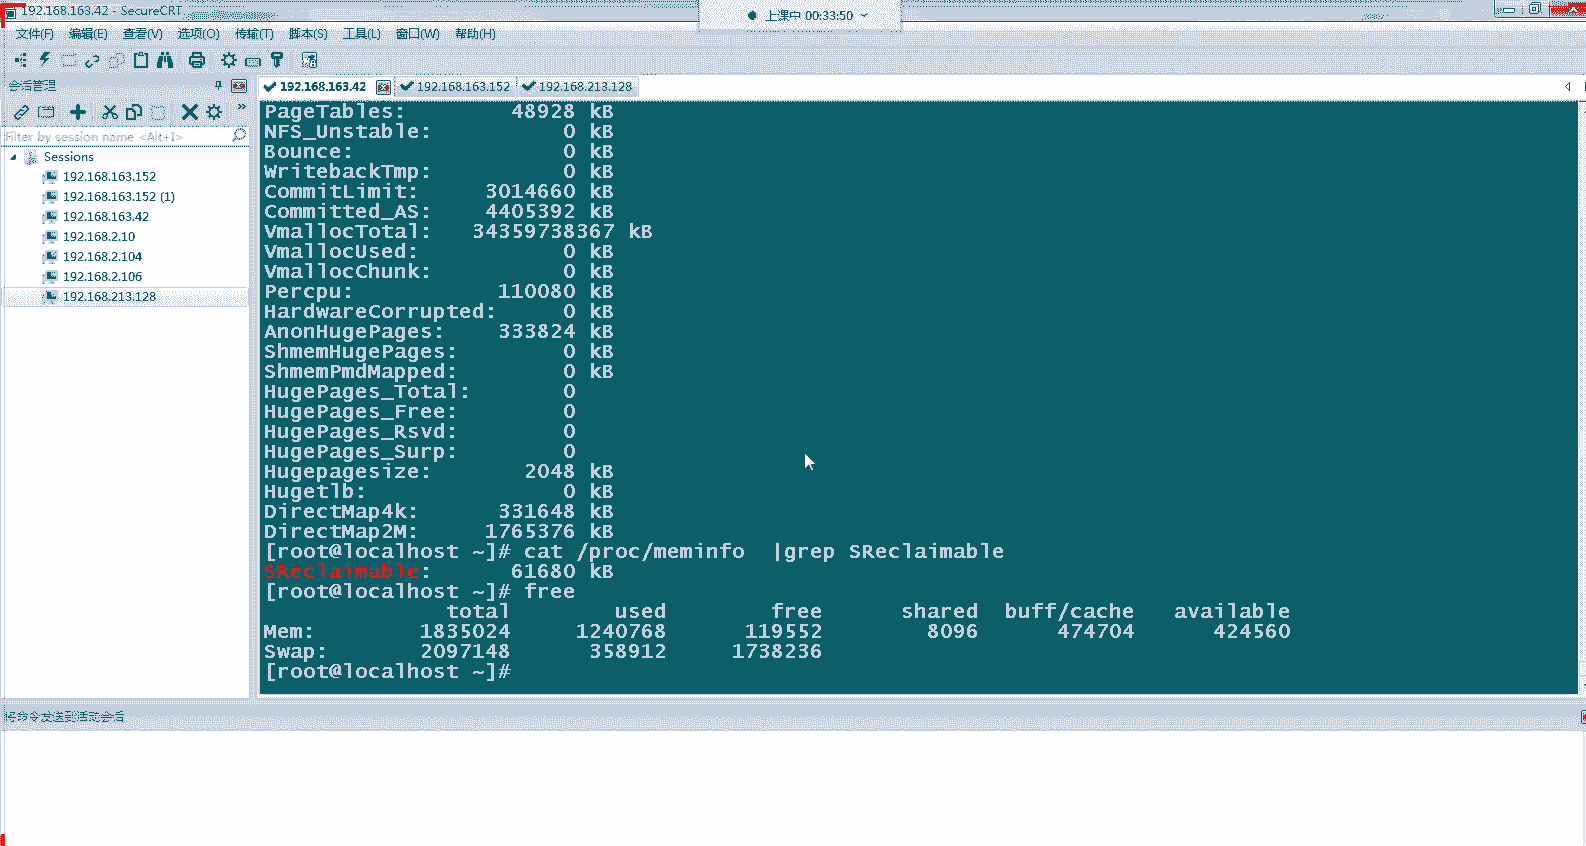 192.168.163.42 - SecureCRT
上课中 00:33:50
文件(F) 编辑(E) 查看(V) 选项(O) 传输(T) 脚本(S) 工具(L) 窗口(W) 帮助(H)
会话管理
192.168.163.42 192.168.163.152 192.168.213.128
Filter by session name <Alt+I>
Sessions
192.168.163.152
192.168.163.152 (1)
192.168.163.42
192.168.2.10
192.168.2.104
192.168.2.106
192.168.213.128
PageTables: 48928 kB
NFS_Unstable: 0 kB
Bounce: 0 kB
WritebackTmp: 0 kB
CommitLimit: 3014660 kB
Committed_AS: 4405392 kB
VmallocTotal: 34359738367 kB
VmallocUsed: 0 kB
VmallocChunk: 0 kB
Percpu: 110080 kB
HardwareCorrupted: 0 kB
AnonHugePages: 333824 kB
ShmemHugePages: 0 kB
ShmemPmdMapped: 0 kB
HugePages_Total: 0
HugePages_Free: 0
HugePages_Rsvd: 0
HugePages_Surp: 0
Hugepagesize: 2048 kB
Hugetlb: 0 kB
DirectMap4k: 331648 kB
DirectMap2M: 1765376 kB
[root@localhost ~]# cat /proc/meminfo  |grep SReclaimable
SReclaimable: 61680 kB
[root@localhost ~]# free
total used free shared buff/cache available
Mem: 1835024 1240768 119552 8096 474704 424560
Swap: 2097148 358912 1738236
[root@localhost ~]#
将命令发送到活动会话